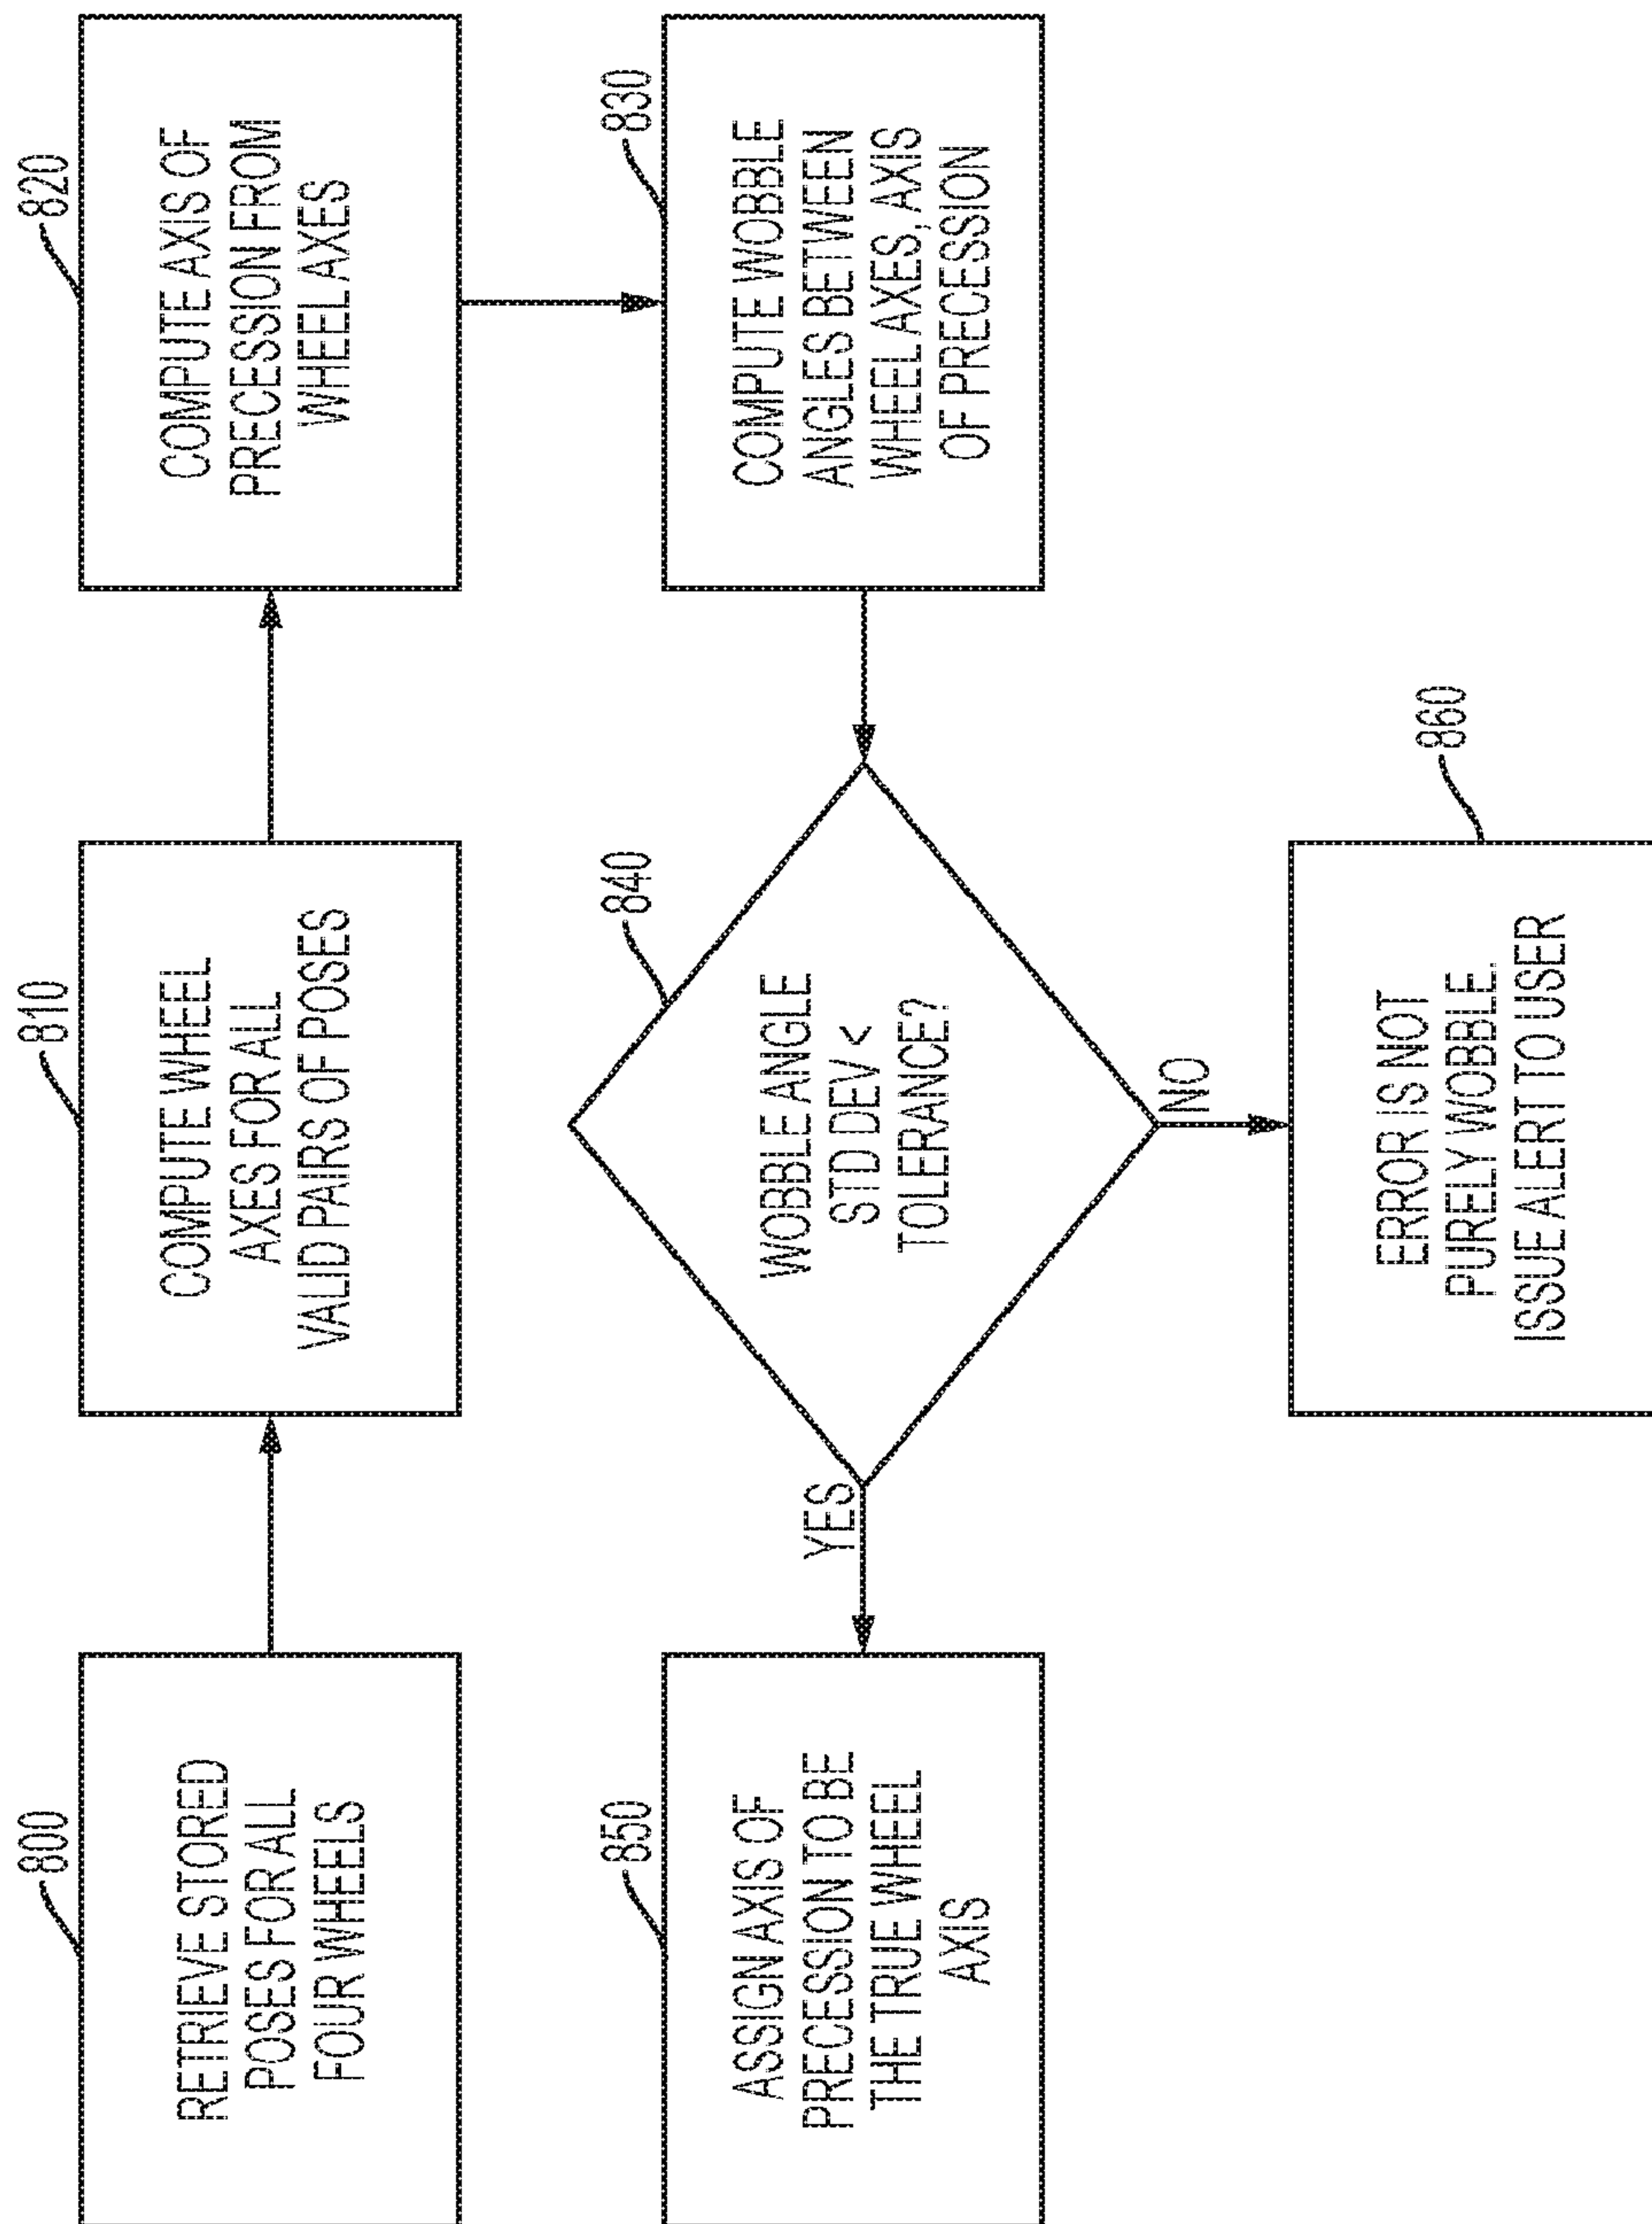 800
RETRIEVE STORED
POSES FOR ALL
FOUR WHEELS
810
COMPUTE WHEEL
AXES FOR ALL
VALID PAIRS OF POSES
820
COMPUTE AXIS OF
PRECESSION FROM
WHEEL AXES
830
COMPUTE WOBBLE
ANGLES BETWEEN
WHEEL AXES, AXIS
OF PRECESSION
840
WOBBLE ANGLE
STD DEV <
TOLERANCE?
YES
850
ASSIGN AXIS OF
PRECESSION TO BE
THE TRUE WHEEL
AXIS
NO
860
ERROR IS NOT
PURELY WOBBLE.
ISSUE ALERT TO USER